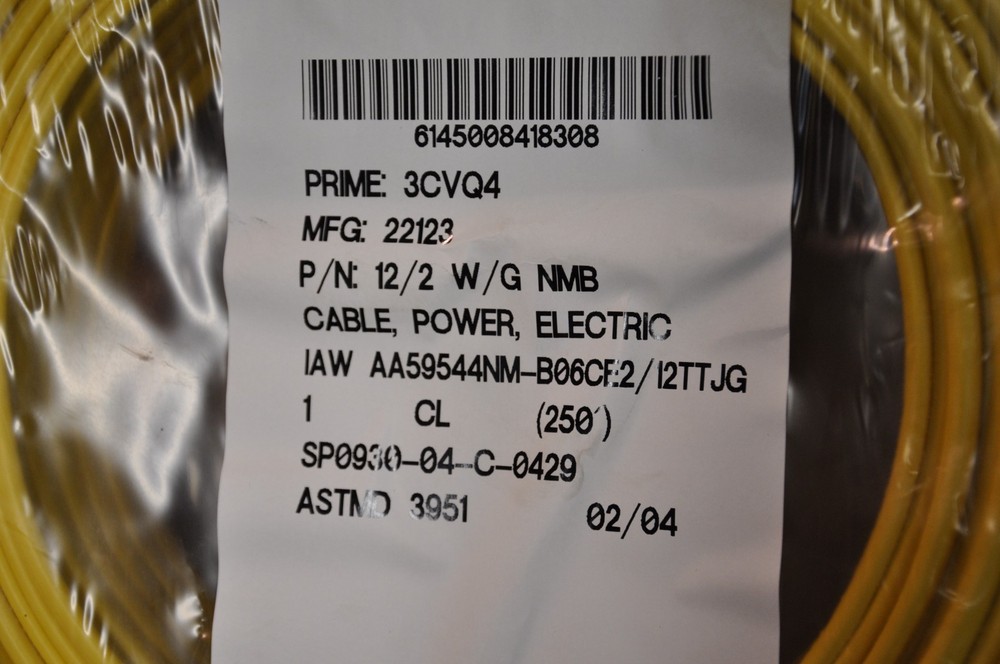 6145008418308
PRIME: 3CVQ4
MFG: 22123
P/N: 12/2 W/G NMB
CABLE, POWER, ELECTRIC
IAW AA59544NM-B06CE2/12TTJG
1 CL (250')
SP0930-04-C-0429
ASTMD 3951 02/04